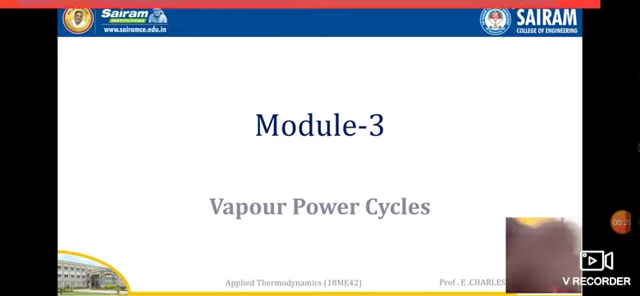 Sairam
INSTITUTIONS
www.sairamce.edu.in
SAIRAM
COLLEGE OF ENGINEERING
Module-3
Vapour Power Cycles
Applied Thermodynamics (18ME42)
Prof. E .CHARLES
V RECORDER